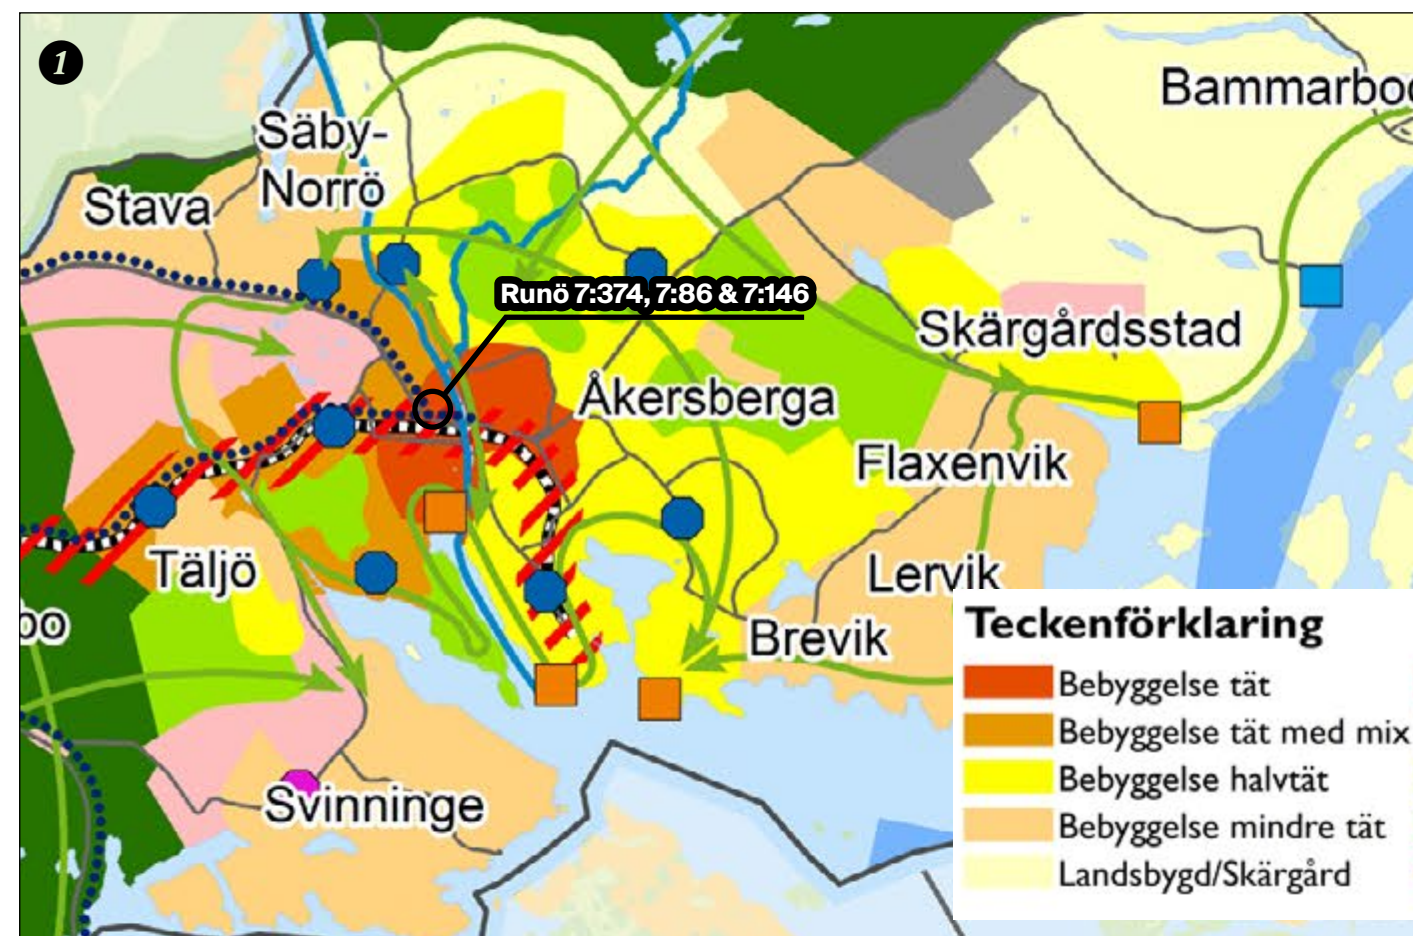 1
Bammarbo
Säby-
Norrö
Stava
Runö 7:374, 7:86 & 7:146
Skärgårdsstad
Åkersberga
Flaxenvik
Täljö
Lervik
bo
Brevik
Svinninge
Teckenförklaring
Bebyggelse tät
Bebyggelse tät med mix
Bebyggelse halvtät
Bebyggelse mindre tät
Landsbygd/Skärgård